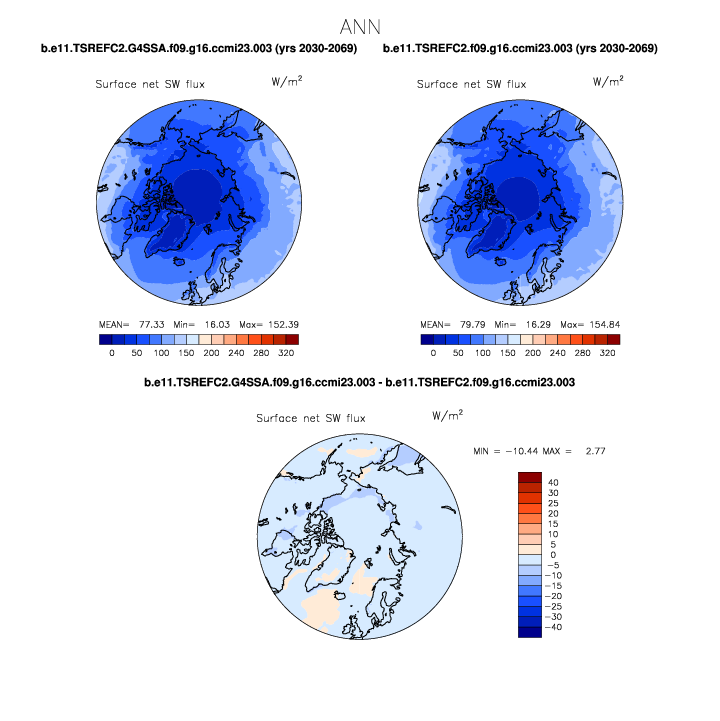 ANN
b.e11.TSREFC2.G4SSA.f09.g16.ccmi23.003 (yrs 2030-2069)
b.e11.TSREFC2.f09.g16.ccmi23.003 (yrs 2030-2069)
Surface net SW flux W/m²
Surface net SW flux W/m²
MEAN= 77.33 Min= 16.03 Max= 152.39
MEAN= 79.79 Min= 16.29 Max= 154.84
0 50 100 150 200 240 280 320
0 50 100 150 200 240 280 320
b.e11.TSREFC2.G4SSA.f09.g16.ccmi23.003 - b.e11.TSREFC2.f09.g16.ccmi23.003
Surface net SW flux W/m²
MIN = -10.44 MAX = 2.77
40
30
25
20
15
10
5
0
-5
-10
-15
-20
-25
-30
-40